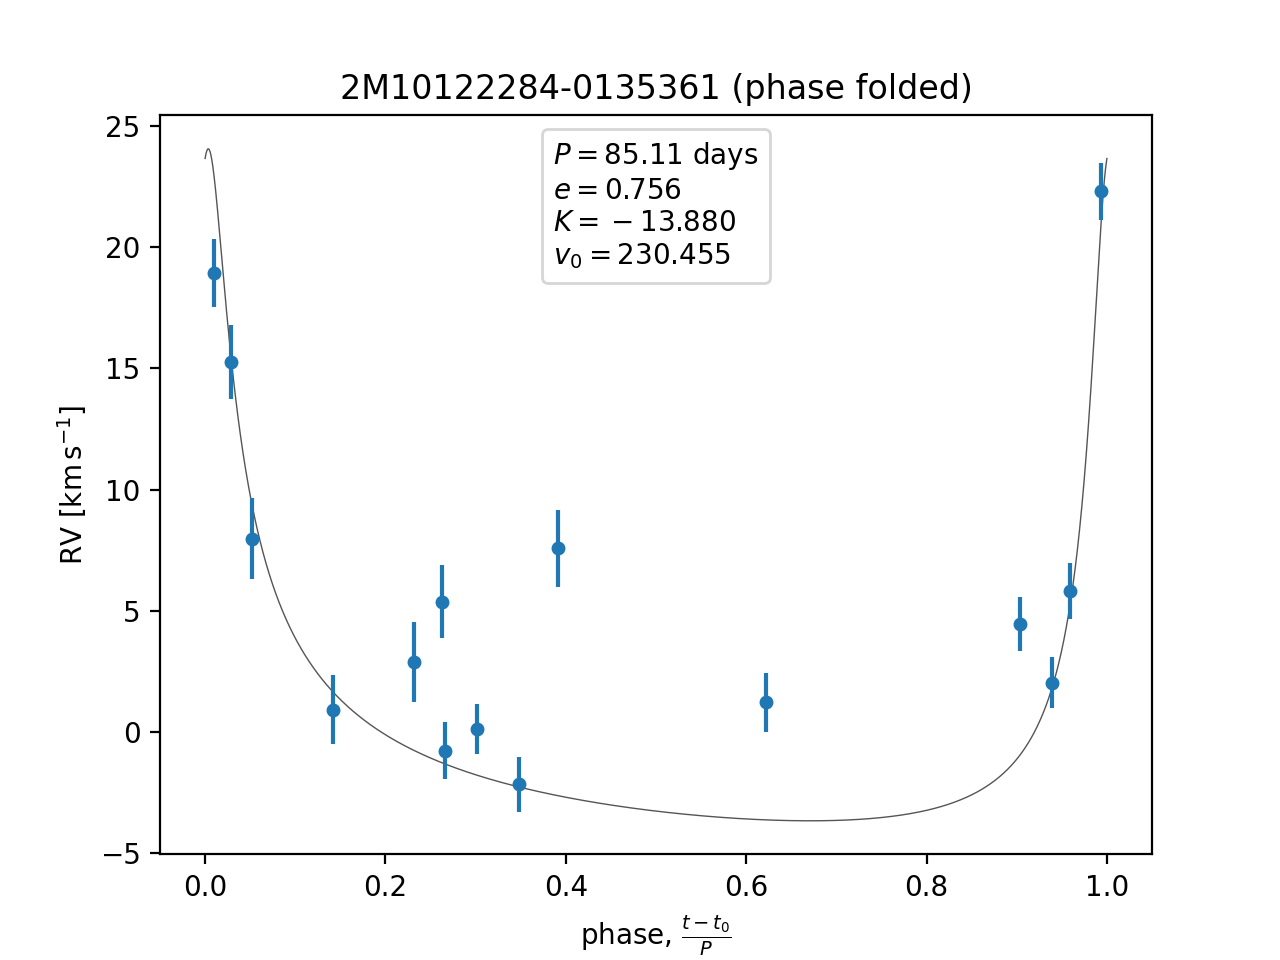 2M10122284-0135361 (phase folded)
P = 85.11 days
e = 0.756
K = −13.880
v₀ = 230.455
RV [km s⁻¹]
25
20
15
10
5
0
−5
0.0 0.2 0.4 0.6 0.8 1.0
phase, (t − t₀)/P